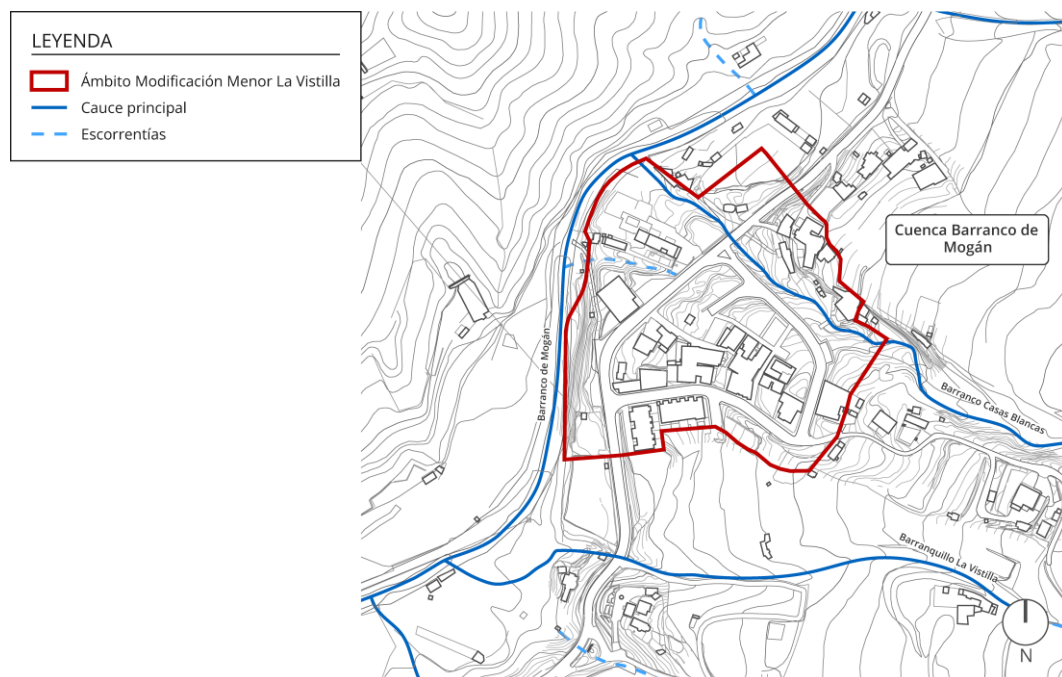 LEYENDA
Ámbito Modificación Menor La Vistilla
Cauce principal
Escorrentías
Cuenca Barranco de
Mogán
Barranco de Mogán
Barranco Casas Blancas
Barranquillo La Vistilla
N